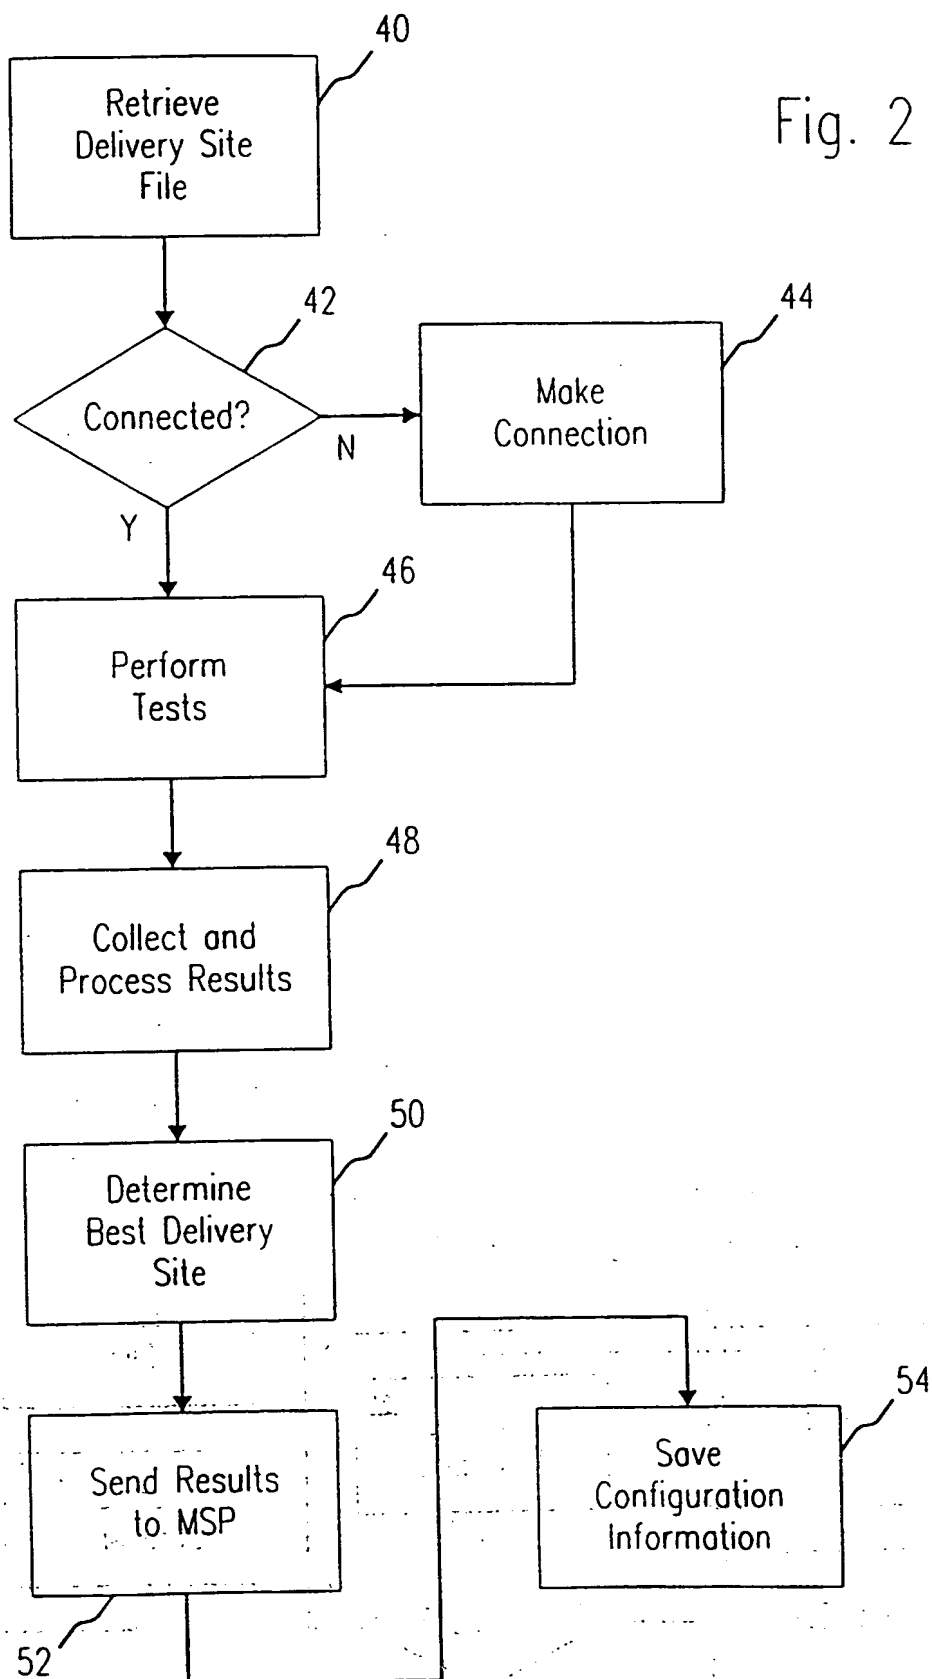 40
Retrieve
Delivery Site
File
Fig. 2
42
Connected?
N
44
Make
Connection
Y
46
Perform
Tests
48
Collect and
Process Results
50
Determine
Best Delivery
Site
Send Results
to MSP
52
54
Save
Configuration
Information